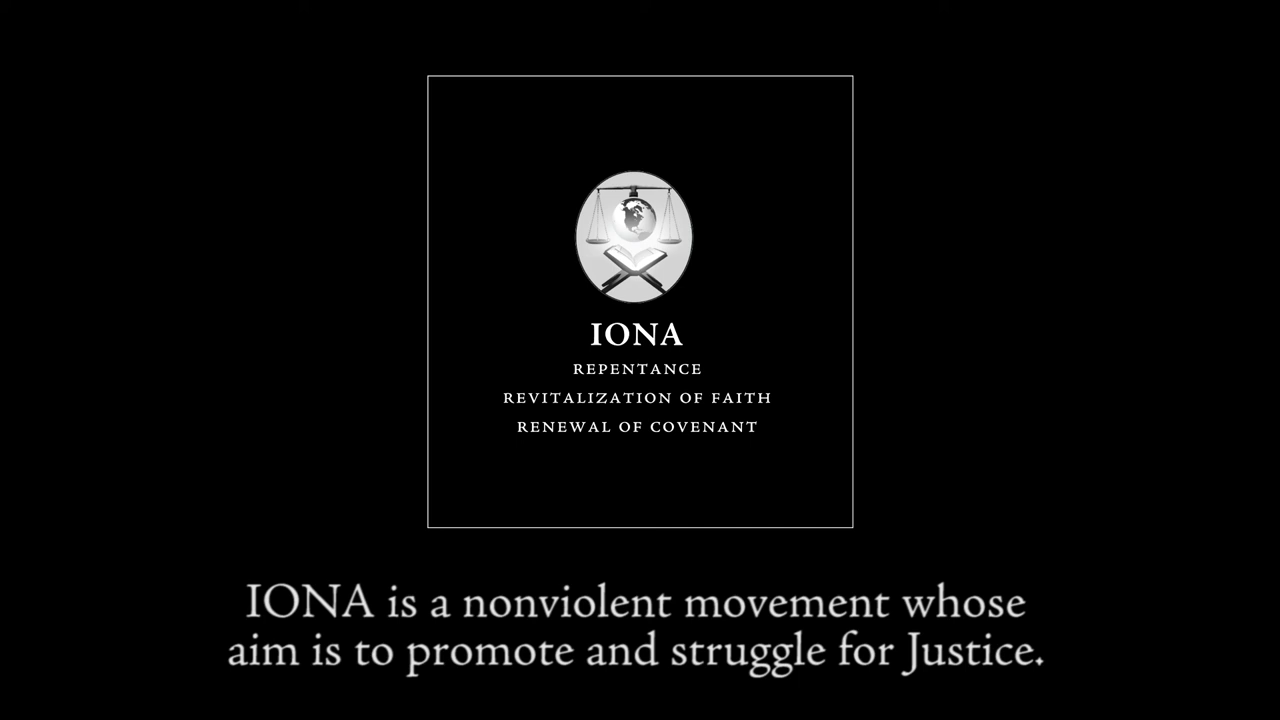 IONA
REPENTANCE
REVITALIZATION OF FAITH
RENEWAL OF COVENANT
IONA is a nonviolent movement whose
aim is to promote and struggle for Justice.